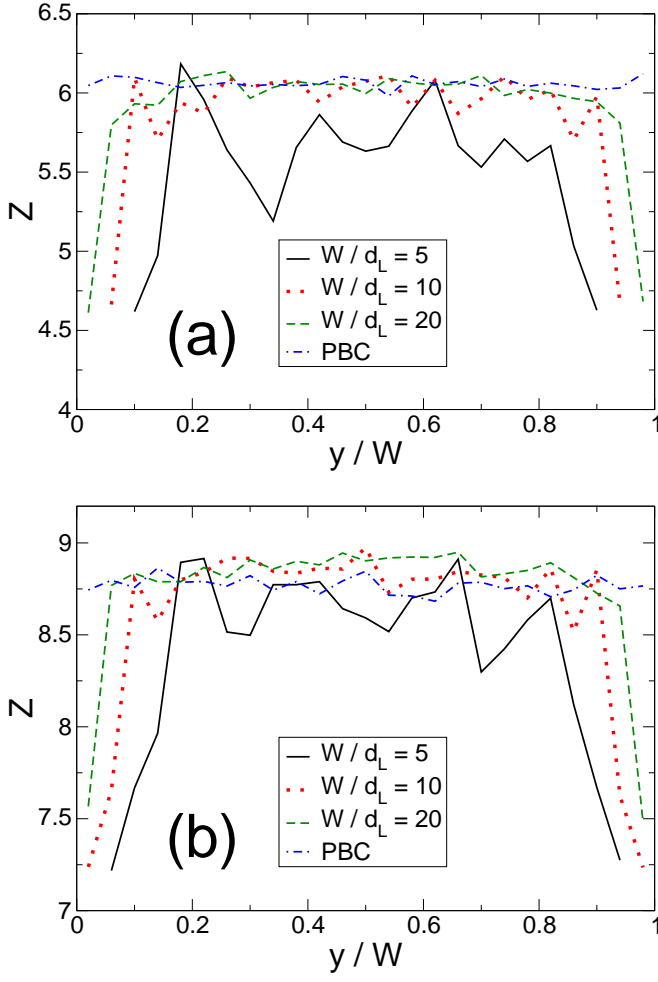 6.5
6
5.5
5
4.5
4
Z
W / d_L = 5
W / d_L = 10
W / d_L = 20
PBC
(a)
0 0.2 0.4 0.6 0.8 1
y / W
9
8.5
8
7.5
7
Z
W / d_L = 5
W / d_L = 10
W / d_L = 20
PBC
(b)
0 0.2 0.4 0.6 0.8 1
y / W